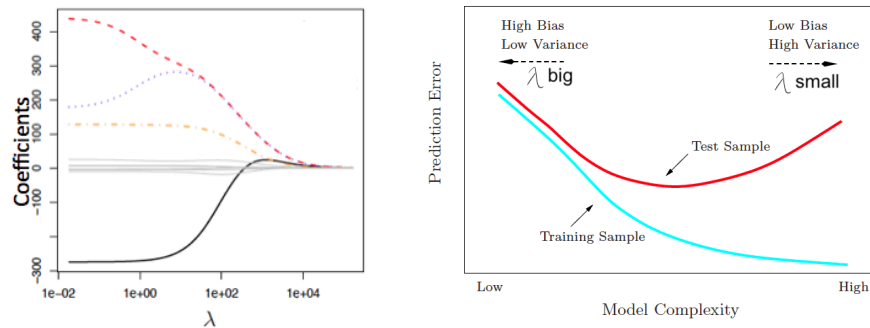 Coefficients
400
300
200
100
0
-100
-300
1e-02
1e+00
1e+02
1e+04
λ
High Bias
Low Variance
λ big
Low Bias
High Variance
λ small
Prediction Error
Test Sample
Training Sample
Low
High
Model Complexity